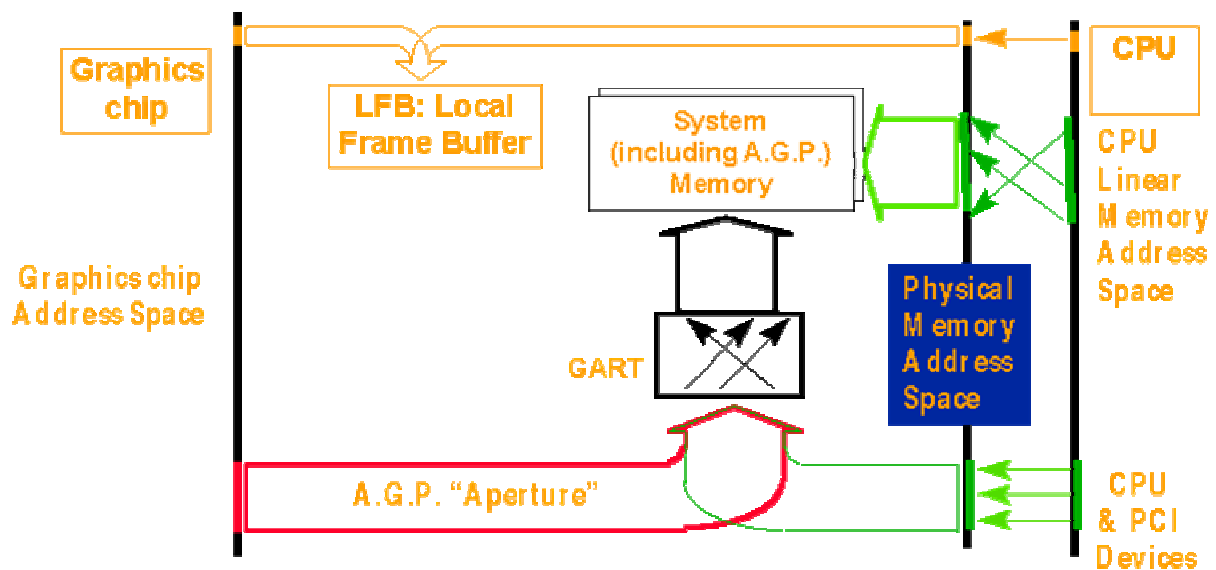 Graphics
chip
LFB: Local
Frame Buffer
System
(including A.G.P.)
Memory
CPU
CPU
Linear
Memory
Address
Space
Graphics chip
Address Space
Physical
Memory
Address
Space
GART
A.G.P. “Aperture”
CPU
& PCI
Devices